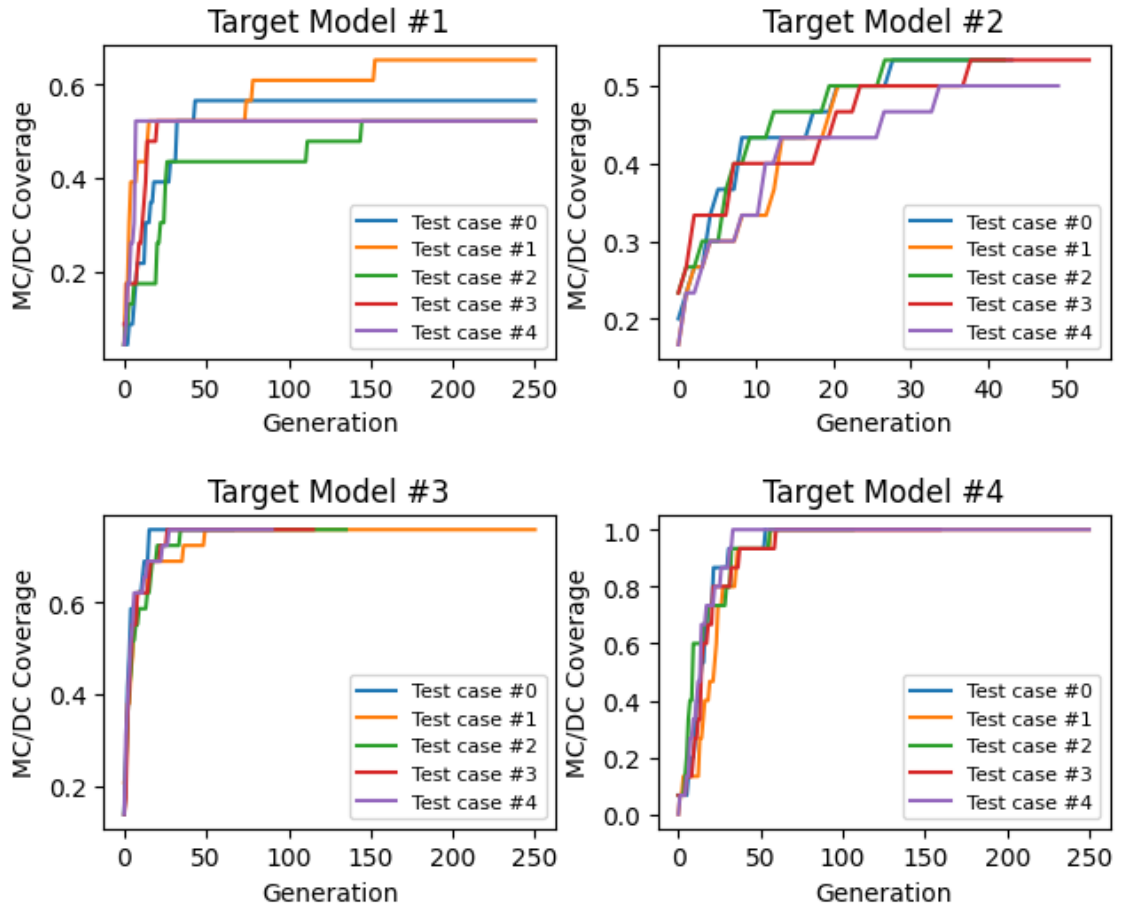 Target Model #1
MC/DC Coverage
0.6
0.4
0.2
Test case #0
Test case #1
Test case #2
Test case #3
Test case #4
0 50 100 150 200 250
Generation
Target Model #2
MC/DC Coverage
0.5
0.4
0.3
0.2
Test case #0
Test case #1
Test case #2
Test case #3
Test case #4
0 10 20 30 40 50
Generation
Target Model #3
MC/DC Coverage
0.6
0.4
0.2
Test case #0
Test case #1
Test case #2
Test case #3
Test case #4
0 50 100 150 200 250
Generation
Target Model #4
MC/DC Coverage
1.0
0.8
0.6
0.4
0.2
0.0
Test case #0
Test case #1
Test case #2
Test case #3
Test case #4
0 50 100 150 200 250
Generation